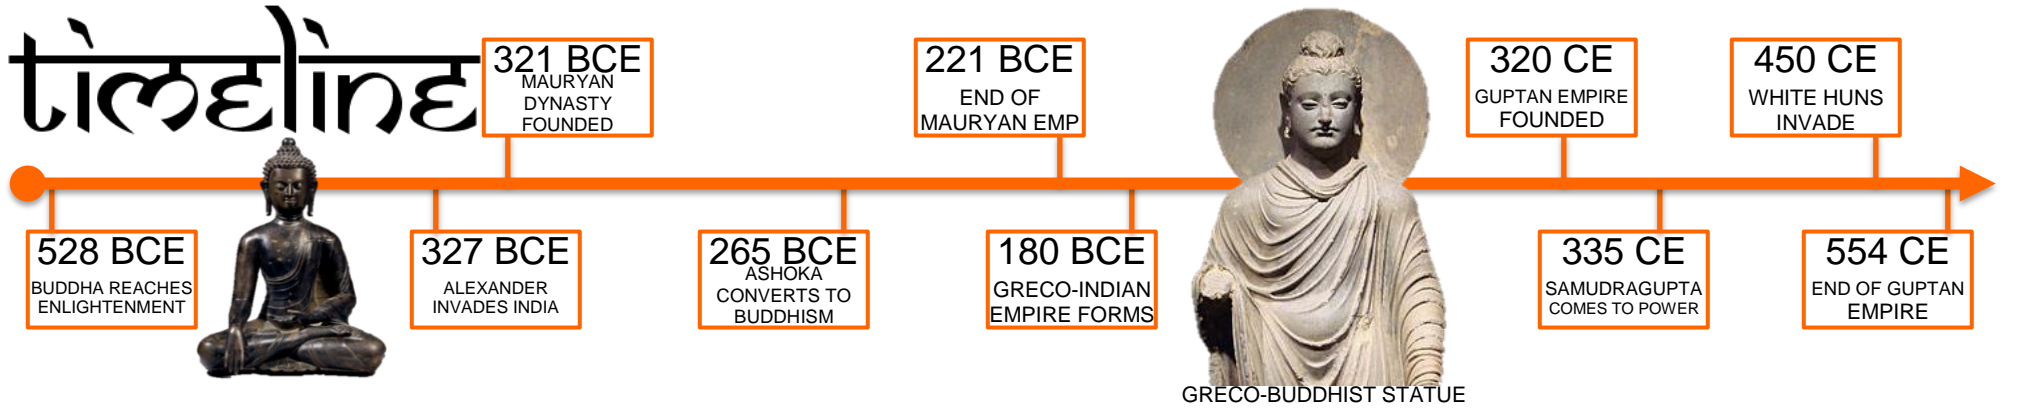 timeline
321 BCE
MAURYAN
DYNASTY
FOUNDED
221 BCE
END OF
MAURYAN EMP
320 CE
GUPTAN EMPIRE
FOUNDED
450 CE
WHITE HUNS
INVADE
528 BCE
BUDDHA REACHES
ENLIGHTENMENT
327 BCE
ALEXANDER
INVADES INDIA
265 BCE
ASHOKA
CONVERTS TO
BUDDHISM
180 BCE
GRECO-INDIAN
EMPIRE FORMS
335 CE
SAMUDRAGUPTA
COMES TO POWER
554 CE
END OF GUPTAN
EMPIRE
GRECO-BUDDHIST STATUE